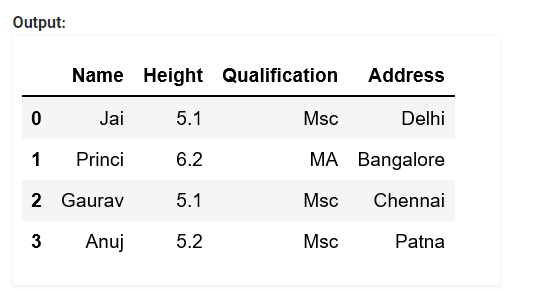 Output:
Name Height Qualification Address
0 Jai 5.1 Msc Delhi
1 Princi 6.2 MA Bangalore
2 Gaurav 5.1 Msc Chennai
3 Anuj 5.2 Msc Patna